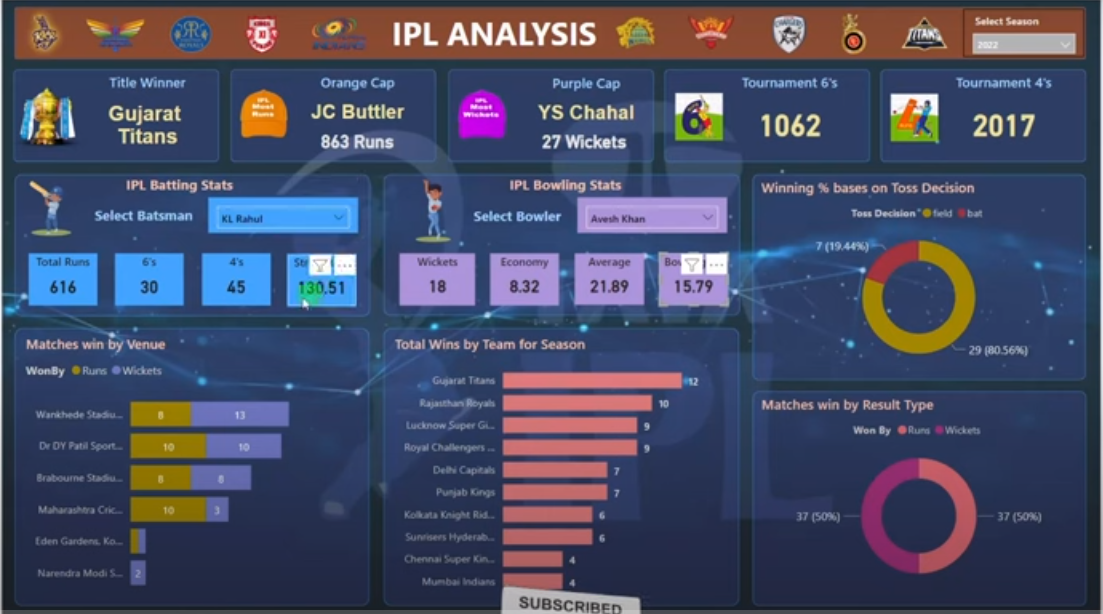 IPL ANALYSIS
Select Season
2022
Title Winner
Gujarat
Titans
IPL
Most
Runs
Orange Cap
JC Buttler
863 Runs
IPL
Most
Wickets
Purple Cap
YS Chahal
27 Wickets
Tournament 6's
1062
Tournament 4's
2017
IPL Batting Stats
Select Batsman
KL Rahul
Total Runs
616
6's
30
4's
45
130.51
IPL Bowling Stats
Select Bowler
Avesh Khan
Wickets
18
Economy
8.32
Average
21.89
15.79
Winning % bases on Toss Decision
Toss Decision field bat
7 (19.44%)
29 (80.56%)
Matches win by Venue
WonBy Runs Wickets
Wankhede Stadiu... 8 13
Dr DY Patil Sport... 10 10
Brabourne Stadiu... 8 8
Maharashtra Cric... 10 3
Eden Gardens, Ko...
Narendra Modi S... 2
Total Wins by Team for Season
Gujarat Titans 12
Rajasthan Royals 10
Lucknow Super Gi... 9
Royal Challengers ... 9
Delhi Capitals 7
Punjab Kings 7
Kolkata Knight Rid... 6
Sunrisers Hyderab... 6
Chennai Super Kin... 4
Mumbai Indians 4
Matches win by Result Type
Won By Runs Wickets
37 (50%)
37 (50%)
SUBSCRIBED